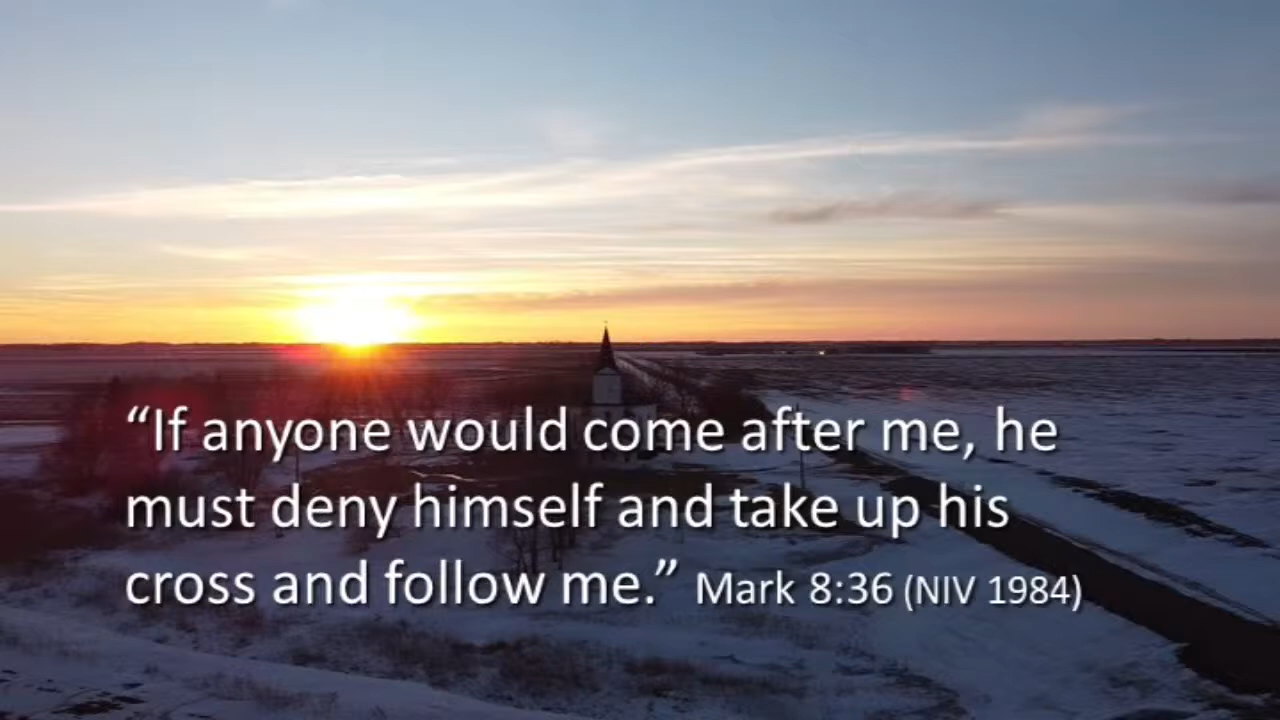 “If anyone would come after me, he
must deny himself and take up his
cross and follow me.” Mark 8:36 (NIV 1984)